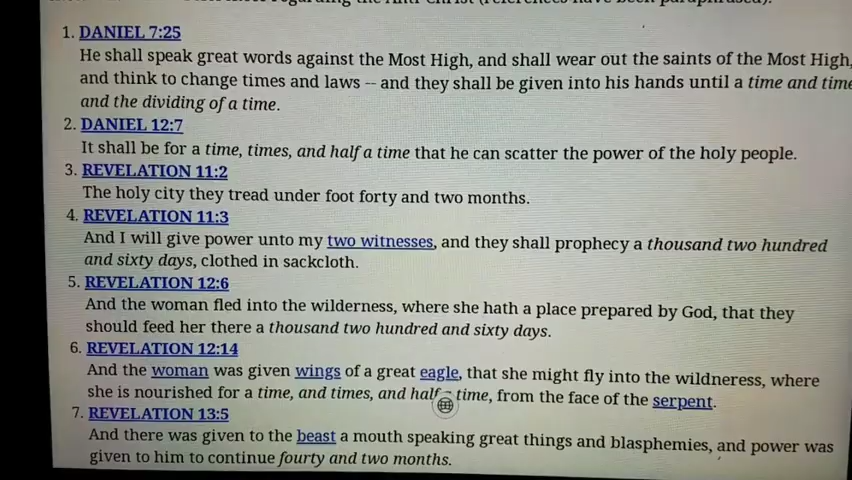 1. DANIEL 7:25
He shall speak great words against the Most High, and shall wear out the saints of the Most High,
and think to change times and laws -- and they shall be given into his hands until a time and time
and the dividing of a time.
2. DANIEL 12:7
It shall be for a time, times, and half a time that he can scatter the power of the holy people.
3. REVELATION 11:2
The holy city they tread under foot forty and two months.
4. REVELATION 11:3
And I will give power unto my two witnesses, and they shall prophecy a thousand two hundred
and sixty days, clothed in sackcloth.
5. REVELATION 12:6
And the woman fled into the wilderness, where she hath a place prepared by God, that they
should feed her there a thousand two hundred and sixty days.
6. REVELATION 12:14
And the woman was given wings of a great eagle, that she might fly into the wildneress, where
she is nourished for a time, and times, and half time, from the face of the serpent.
7. REVELATION 13:5
And there was given to the beast a mouth speaking great things and blasphemies, and power was
given to him to continue fourty and two months.